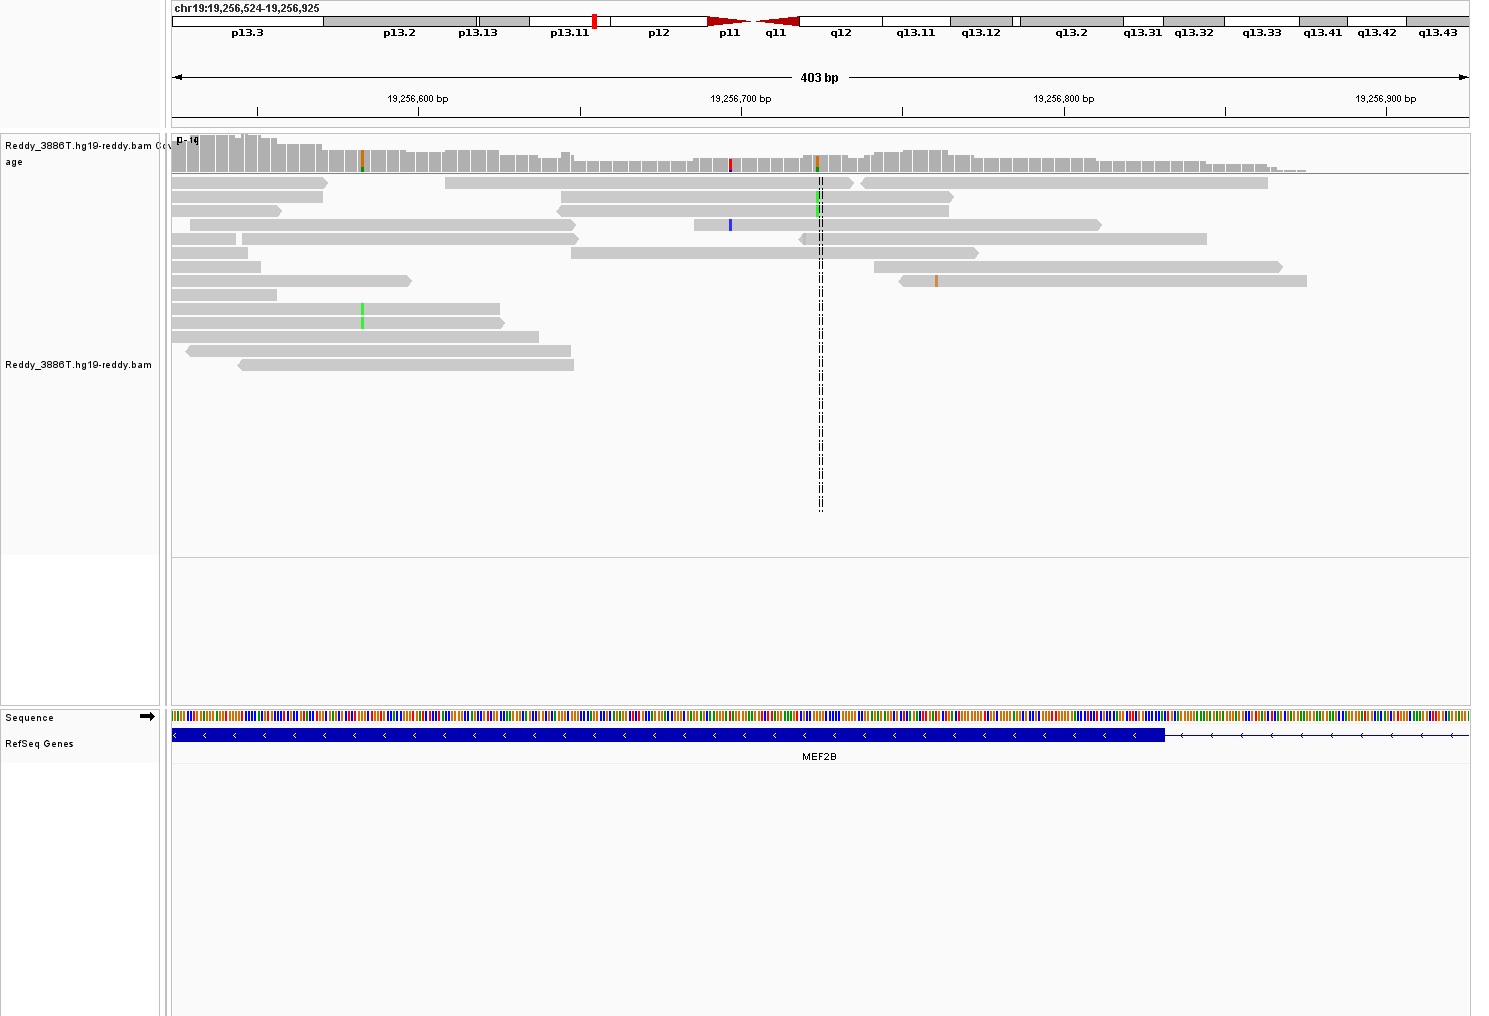 chr19:19,256,524-19,256,925
p13.3 p13.2 p13.13 p13.11 p12 p11 q11 q12 q13.11 q13.12 q13.2 q13.31 q13.32 q13.33 q13.41 q13.42 q13.43
403 bp
19,256,600 bp 19,256,700 bp 19,256,800 bp 19,256,900 bp
Reddy_3886T.hg19-reddy.bam Cov
age
Reddy_3886T.hg19-reddy.bam
Sequence
RefSeq Genes
MEF2B